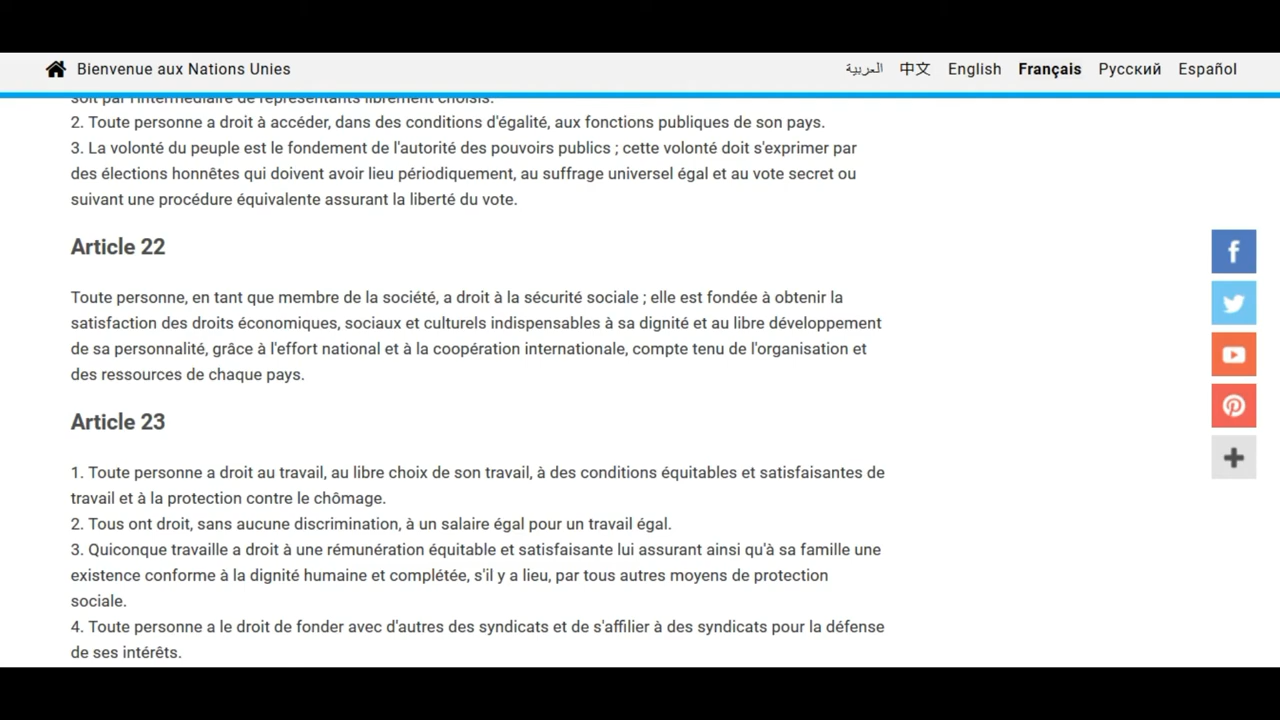 Bienvenue aux Nations Unies
العربية 中文 English Français Русский Español
soit par l'intermédiaire de représentants librement choisis.
2. Toute personne a droit à accéder, dans des conditions d'égalité, aux fonctions publiques de son pays.
3. La volonté du peuple est le fondement de l'autorité des pouvoirs publics ; cette volonté doit s'exprimer par
des élections honnêtes qui doivent avoir lieu périodiquement, au suffrage universel égal et au vote secret ou
suivant une procédure équivalente assurant la liberté du vote.
Article 22
Toute personne, en tant que membre de la société, a droit à la sécurité sociale ; elle est fondée à obtenir la
satisfaction des droits économiques, sociaux et culturels indispensables à sa dignité et au libre développement
de sa personnalité, grâce à l'effort national et à la coopération internationale, compte tenu de l'organisation et
des ressources de chaque pays.
Article 23
1. Toute personne a droit au travail, au libre choix de son travail, à des conditions équitables et satisfaisantes de
travail et à la protection contre le chômage.
2. Tous ont droit, sans aucune discrimination, à un salaire égal pour un travail égal.
3. Quiconque travaille a droit à une rémunération équitable et satisfaisante lui assurant ainsi qu'à sa famille une
existence conforme à la dignité humaine et complétée, s'il y a lieu, par tous autres moyens de protection
sociale.
4. Toute personne a le droit de fonder avec d'autres des syndicats et de s'affilier à des syndicats pour la défense
de ses intérêts.